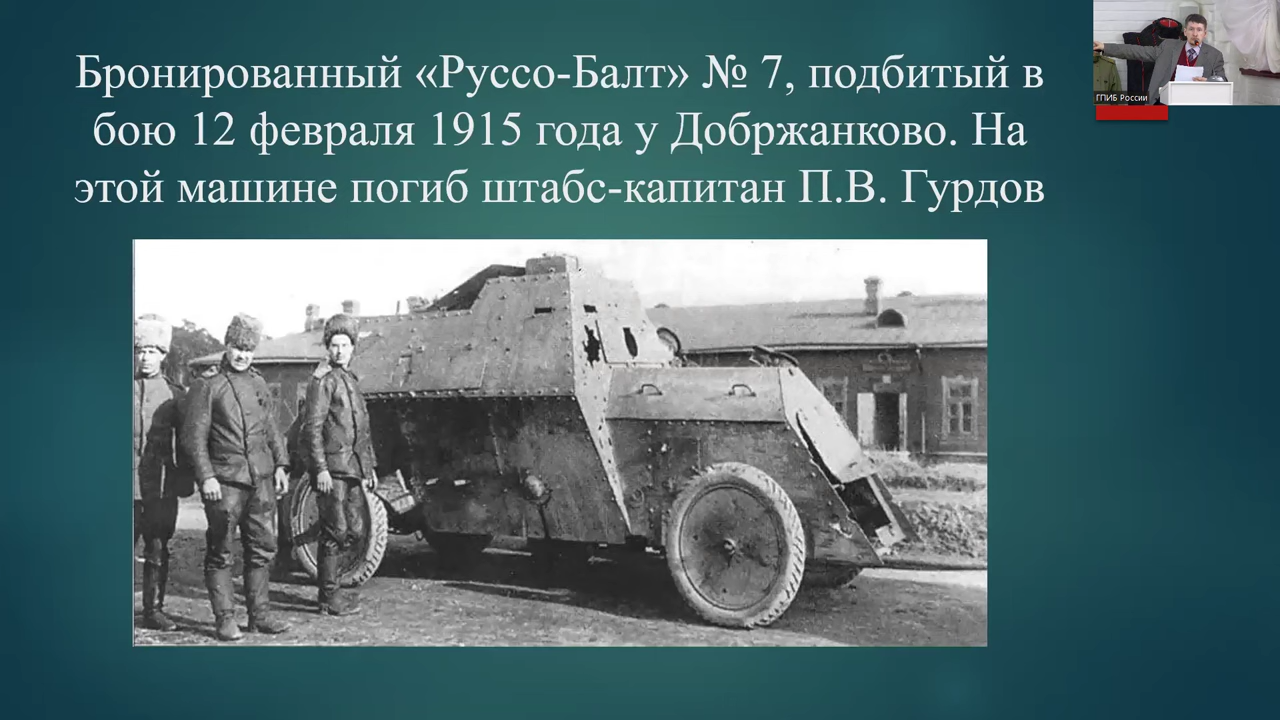 Бронированный «Руссо-Балт» № 7, подбитый в
бою 12 февраля 1915 года у Добржанково. На
этой машине погиб штабс-капитан П.В. Гурдов
ГПИБ России